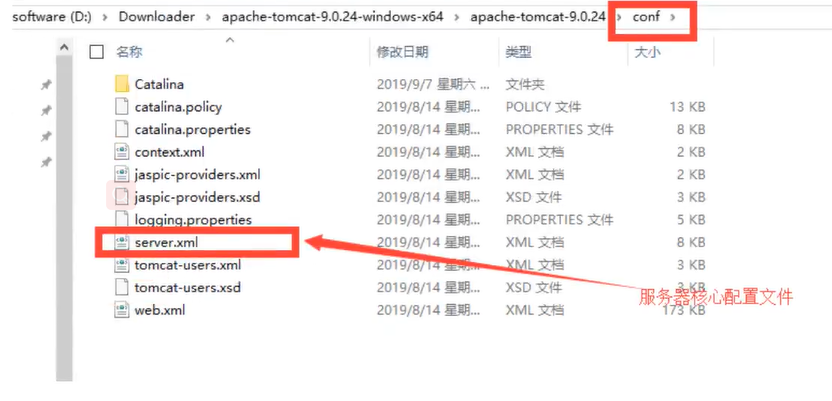 software (D:) > Downloader > apache-tomcat-9.0.24-windows-x64 > apache-tomcat-9.0.24 > conf >
名称 修改日期 类型 大小
Catalina 2019/9/7 星期六 ... 文件夹
catalina.policy 2019/8/14 星期... POLICY 文件 13 KB
catalina.properties 2019/8/14 星期... PROPERTIES 文件 8 KB
context.xml 2019/8/14 星期... XML 文档 2 KB
jaspic-providers.xml 2019/8/14 星期... XML 文档 2 KB
jaspic-providers.xsd 2019/8/14 星期... XSD 文件 3 KB
logging.properties 2019/8/14 星期... PROPERTIES 文件 5 KB
server.xml 2019/8/14 星期... XML 文档 8 KB
tomcat-users.xml 2019/8/14 星期... XML 文档 3 KB
tomcat-users.xsd 2019/8/14 星期... XSD 文件 3 KB
服务器核心配置文件
web.xml 2019/8/14 星期... XML 文档 173 KB